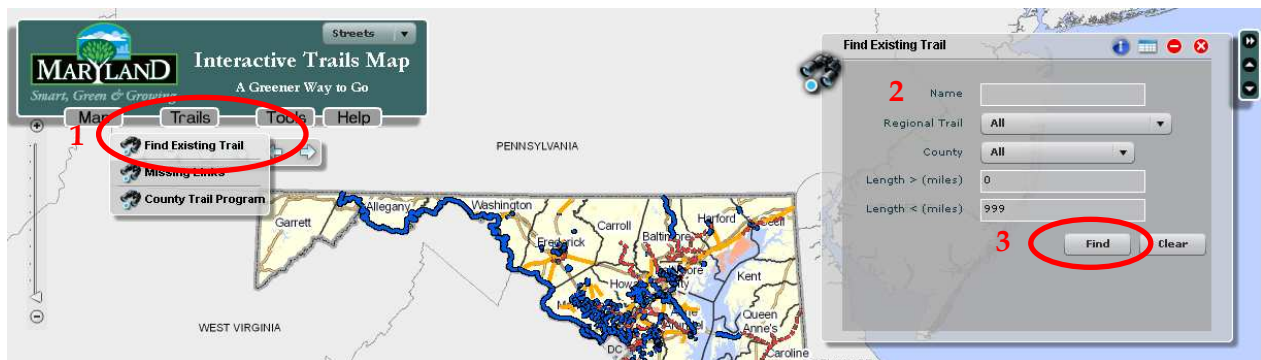 Streets
MARYLAND
Smart, Green & Growing
Interactive Trails Map
A Greener Way to Go
Map
Trails
Tools
Help
1
Find Existing Trail
Missing Links
County Trail Program
PENNSYLVANIA
WEST VIRGINIA
Garrett
Allegany
Washington
Frederick
Carroll
Baltimore
Harford
Cecil
Kent
Queen
Anne's
Caroline
DC
Find Existing Trail
2
Name
Regional Trail
All
County
All
Length > (miles)
0
Length < (miles)
999
3
Find
Clear